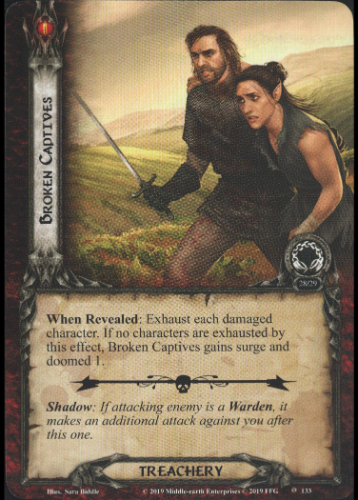 BROKEN CAPTIVES
28/29
When Revealed: Exhaust each damaged
character. If no characters are exhausted by
this effect, Broken Captives gains surge and
doomed 1.
Shadow: If attacking enemy is a Warden, it
makes an additional attack against you after
this one.
TREACHERY
Illus. Sara Biddle © 2019 Middle-earth Enterprises © 2019 FFG 133